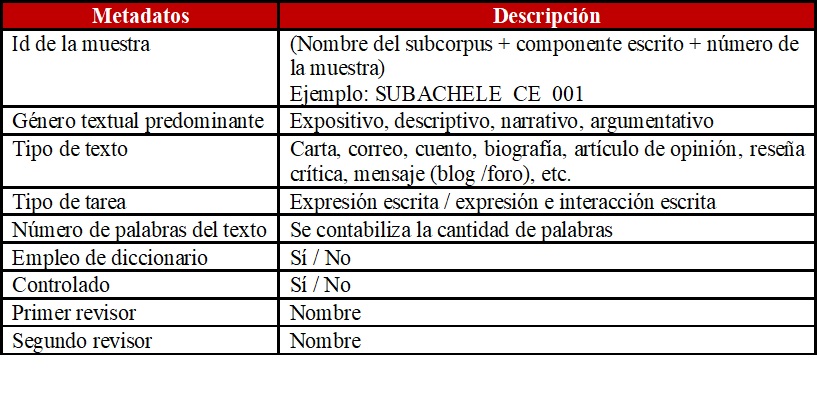 Metadatos Descripción
Id de la muestra (Nombre del subcorpus + componente escrito + número de
la muestra)
Ejemplo: SUBACHELE_CE_001
Género textual predominante Expositivo, descriptivo, narrativo, argumentativo
Tipo de texto Carta, correo, cuento, biografía, artículo de opinión, reseña
crítica, mensaje (blog /foro), etc.
Tipo de tarea Expresión escrita / expresión e interacción escrita
Número de palabras del texto Se contabiliza la cantidad de palabras
Empleo de diccionario Sí / No
Controlado Sí / No
Primer revisor Nombre
Segundo revisor Nombre